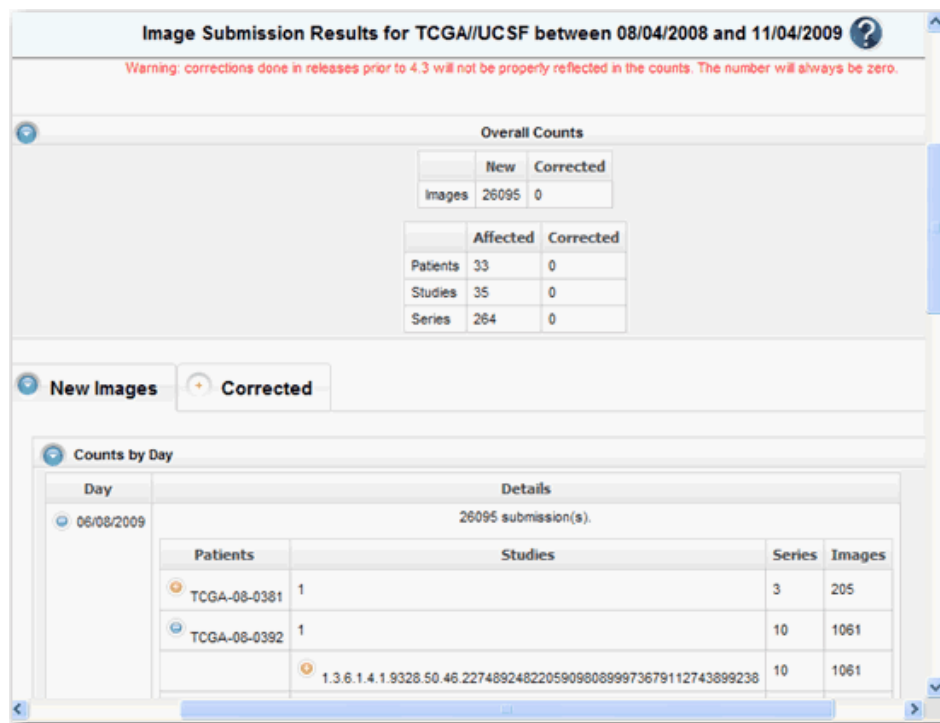 Image Submission Results for TCGA//UCSF between 08/04/2008 and 11/04/2009 ?
Warning: corrections done in releases prior to 4.3 will not be properly reflected in the counts. The number will always be zero.
Overall Counts
New Corrected
Images 26095 0
Affected Corrected
Patients 33 0
Studies 35 0
Series 264 0
New Images Corrected
Counts by Day
Day Details
06/08/2009 26095 submission(s).
Patients Studies Series Images
TCGA-08-0381 1 3 205
TCGA-08-0392 1 10 1061
1.3.6.1.4.1.9328.50.46.227489248220590980899973679112743899238 10 1061